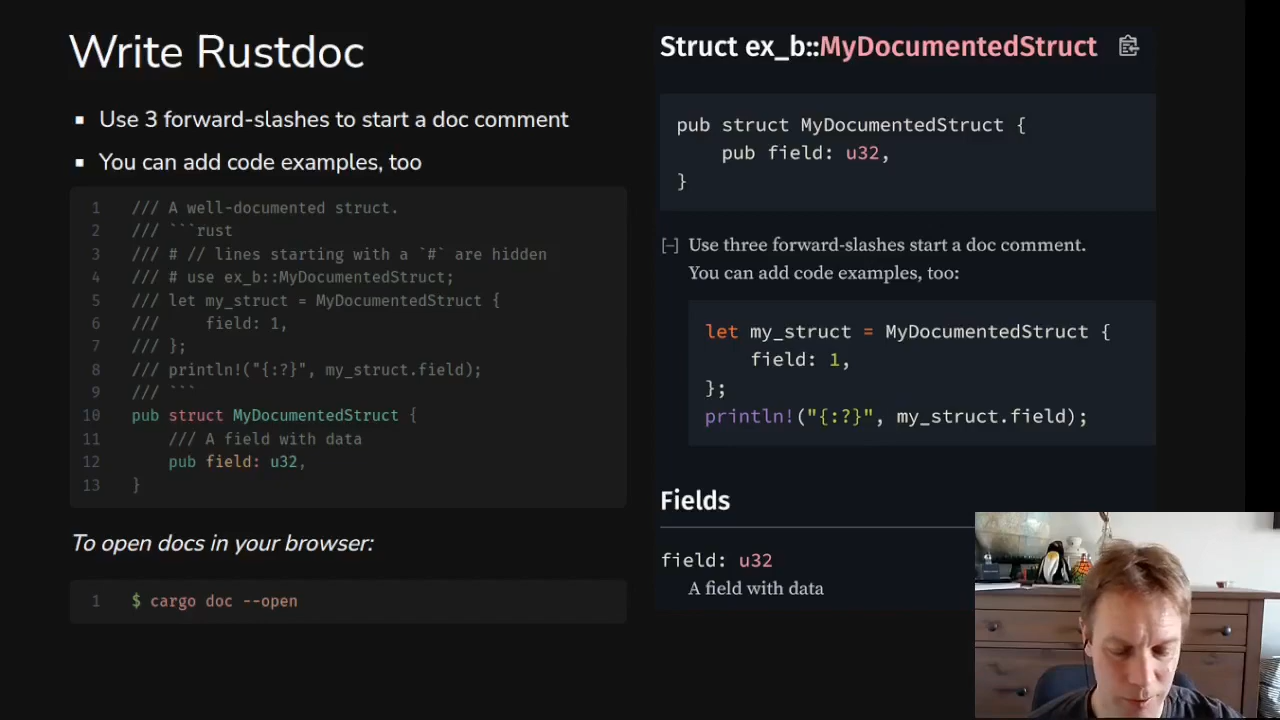 Write Rustdoc
▪ Use 3 forward-slashes to start a doc comment
▪ You can add code examples, too
1 /// A well-documented struct.
2 /// ```rust
3 /// # // lines starting with a `#` are hidden
4 /// # use ex_b::MyDocumentedStruct;
5 /// let my_struct = MyDocumentedStruct {
6 ///     field: 1,
7 /// };
8 /// println!("{:?}", my_struct.field);
9 /// ```
10 pub struct MyDocumentedStruct {
11     /// A field with data
12     pub field: u32,
13 }
To open docs in your browser:
1 $ cargo doc --open
Struct ex_b::MyDocumentedStruct
pub struct MyDocumentedStruct {
    pub field: u32,
}
[−] Use three forward-slashes start a doc comment.
You can add code examples, too:
let my_struct = MyDocumentedStruct {
    field: 1,
};
println!("{:?}", my_struct.field);
Fields
field: u32
A field with data